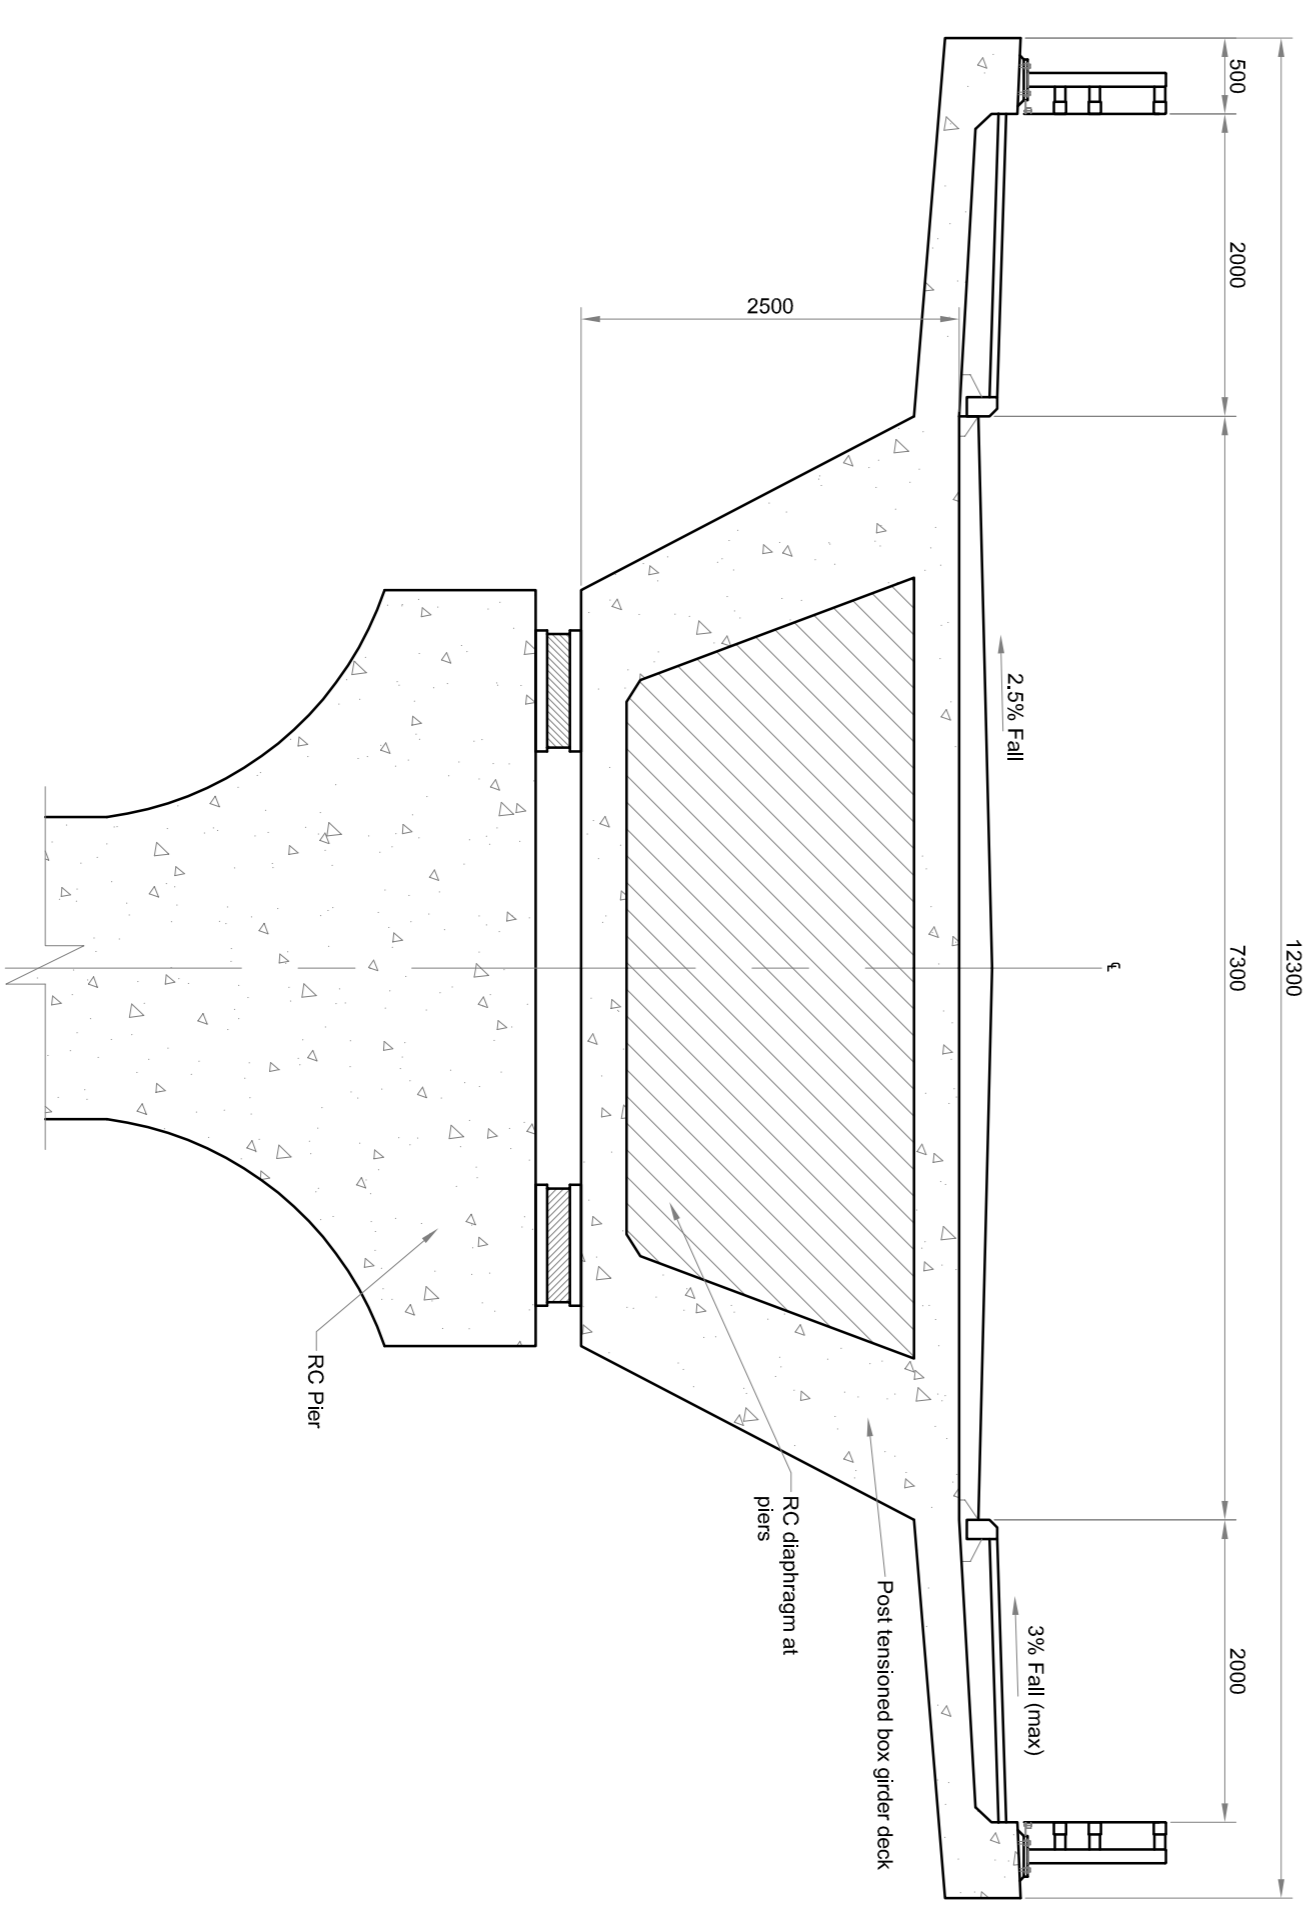 12300
500
2000
7300
2000
℄
2.5% Fall
3% Fall (max)
2500
Post tensioned box girder deck
RC diaphragm at
piers
RC Pier